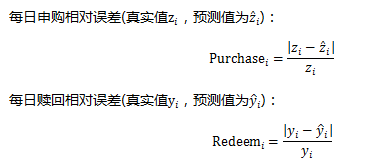 每日申购相对误差(真实值zᵢ，预测值为ẑᵢ)：
Purchaseᵢ = |zᵢ − ẑᵢ| / zᵢ
每日赎回相对误差(真实值yᵢ，预测值为ŷᵢ)：
Redeemᵢ = |yᵢ − ŷᵢ| / yᵢ